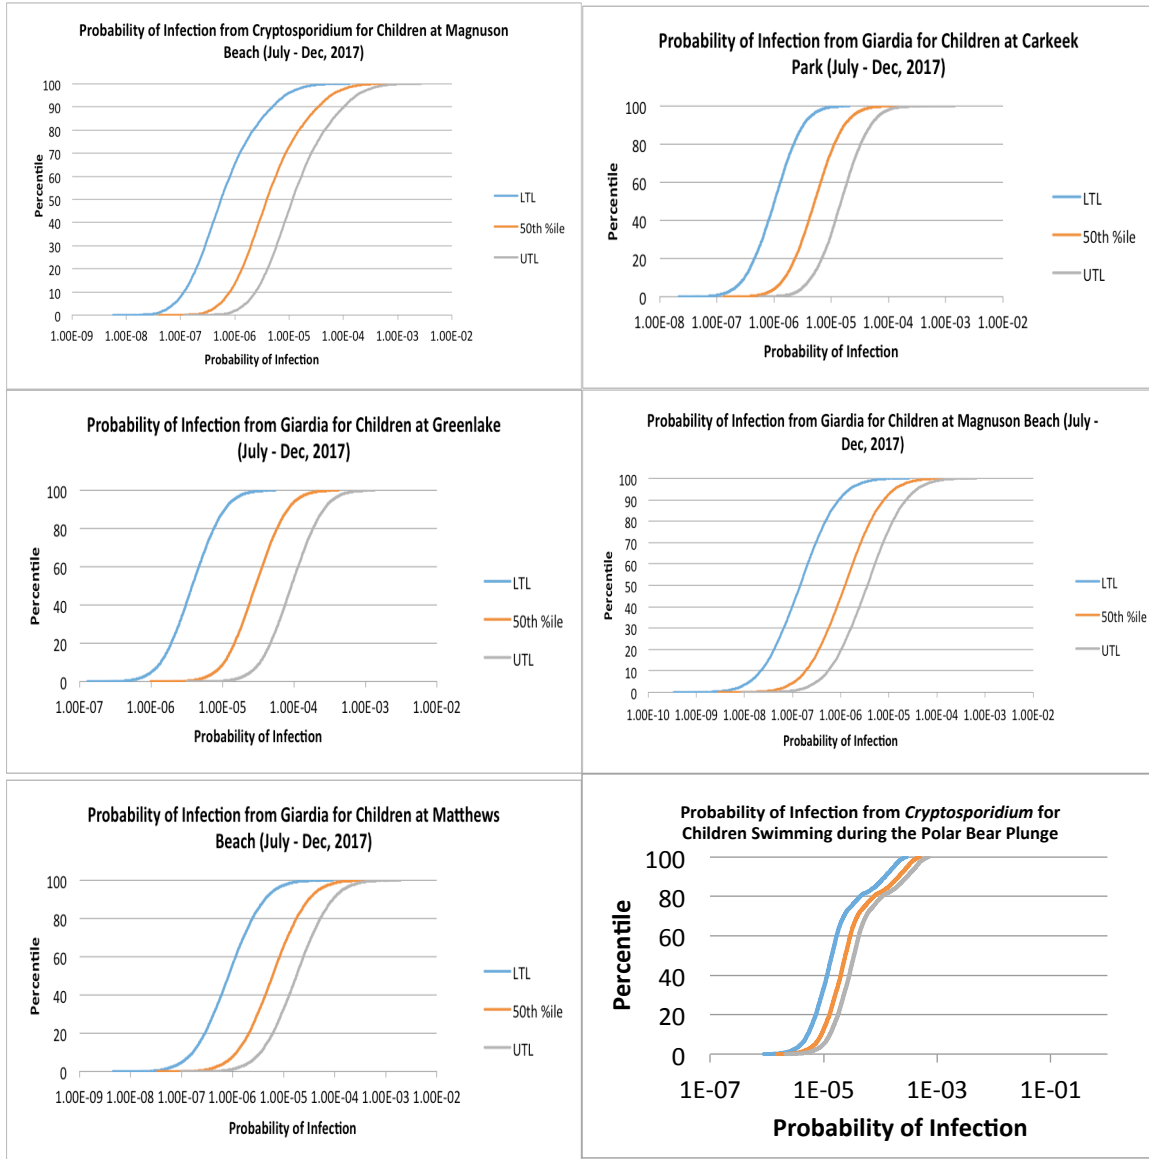 Probability of Infection from Cryptosporidium for Children at Magnuson
Beach (July - Dec, 2017)
100
90
80
70
60
50
40
30
20
10
0
Percentile
1.00E-09 1.00E-08 1.00E-07 1.00E-06 1.00E-05 1.00E-04 1.00E-03 1.00E-02
Probability of Infection
LTL
50th %ile
UTL
Probability of Infection from Giardia for Children at Carkeek
Park (July - Dec, 2017)
100
80
60
40
20
0
Percentile
1.00E-08 1.00E-07 1.00E-06 1.00E-05 1.00E-04 1.00E-03 1.00E-02
Probability of Infection
LTL
50th %ile
UTL
Probability of Infection from Giardia for Children at Greenlake
(July - Dec, 2017)
100
80
60
40
20
0
Percentile
1.00E-07 1.00E-06 1.00E-05 1.00E-04 1.00E-03 1.00E-02
Probability of Infection
LTL
50th %ile
UTL
Probability of Infection from Giardia for Children at Magnuson Beach (July -
Dec, 2017)
100
90
80
70
60
50
40
30
20
10
0
Percentile
1.00E-10 1.00E-09 1.00E-08 1.00E-07 1.00E-06 1.00E-05 1.00E-04 1.00E-03 1.00E-02
Probability of Infection
LTL
50th %ile
UTL
Probability of Infection from Giardia for Children at Matthews
Beach (July - Dec, 2017)
100
80
60
40
20
0
Percentile
1.00E-09 1.00E-08 1.00E-07 1.00E-06 1.00E-05 1.00E-04 1.00E-03 1.00E-02
Probability of Infection
LTL
50th %ile
UTL
Probability of Infection from Cryptosporidium for
Children Swimming during the Polar Bear Plunge
100
80
60
40
20
0
Percentile
1E-07 1E-05 1E-03 1E-01
Probability of Infection